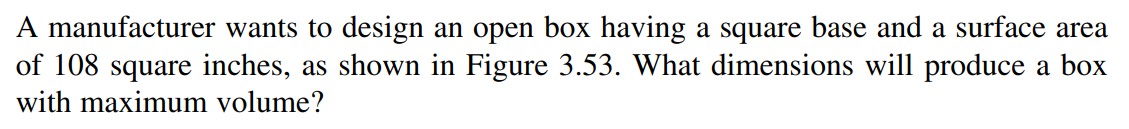 A manufacturer wants to design an open box having a square base and a surface area
of 108 square inches, as shown in Figure 3.53. What dimensions will produce a box
with maximum volume?